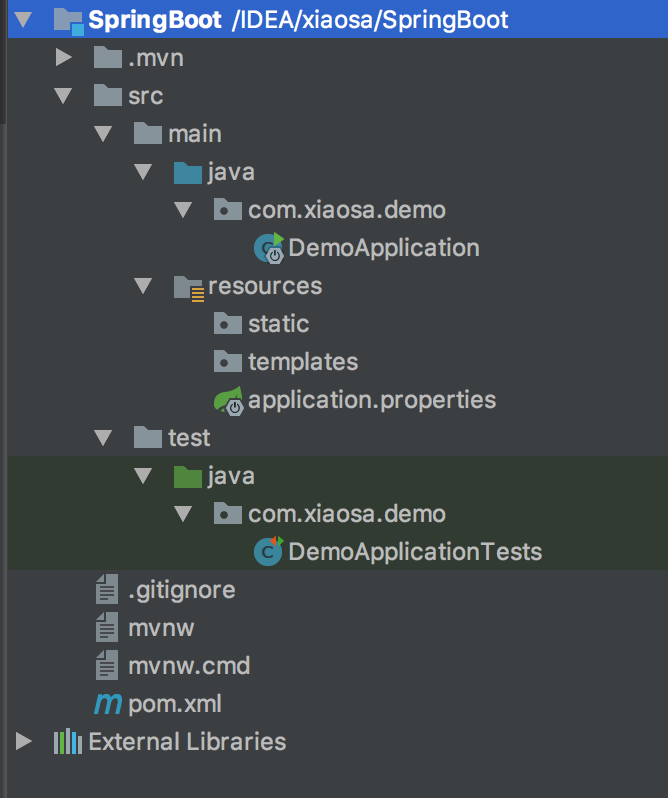 SpringBoot /IDEA/xiaosa/SpringBoot
.mvn
src
main
java
com.xiaosa.demo
DemoApplication
resources
static
templates
application.properties
test
java
com.xiaosa.demo
DemoApplicationTests
.gitignore
mvnw
mvnw.cmd
pom.xml
External Libraries